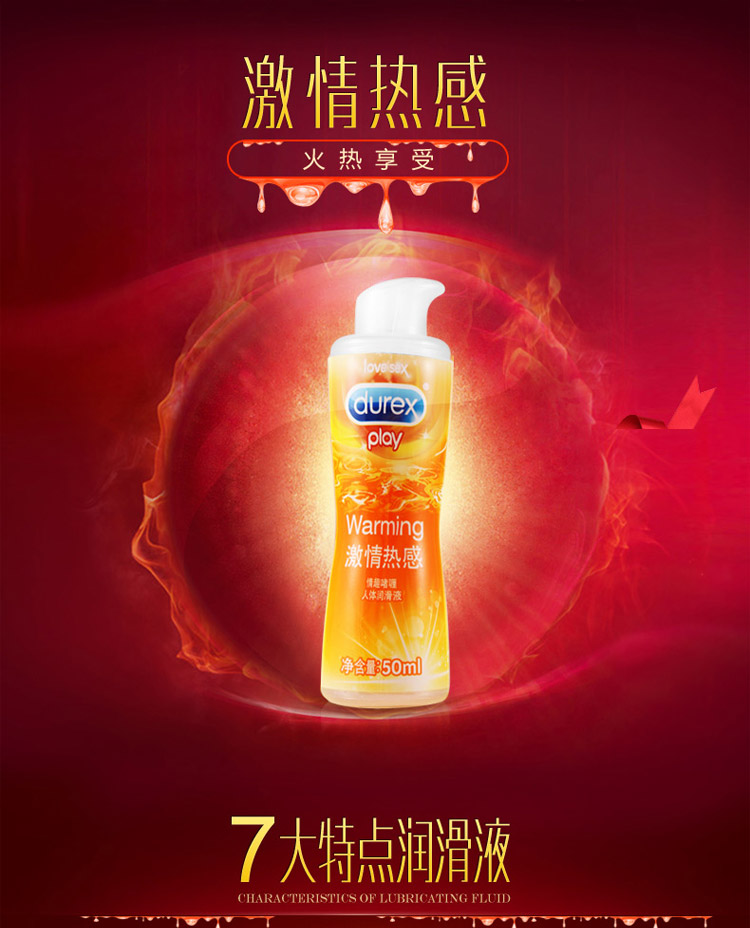 激情热感
火热享受
love sex
durex
play
Warming
激情热感
情趣啫喱
人体润滑液
净含量:50ml
7大特点润滑液
CHARACTERISTICS OF LUBRICATING FLUID